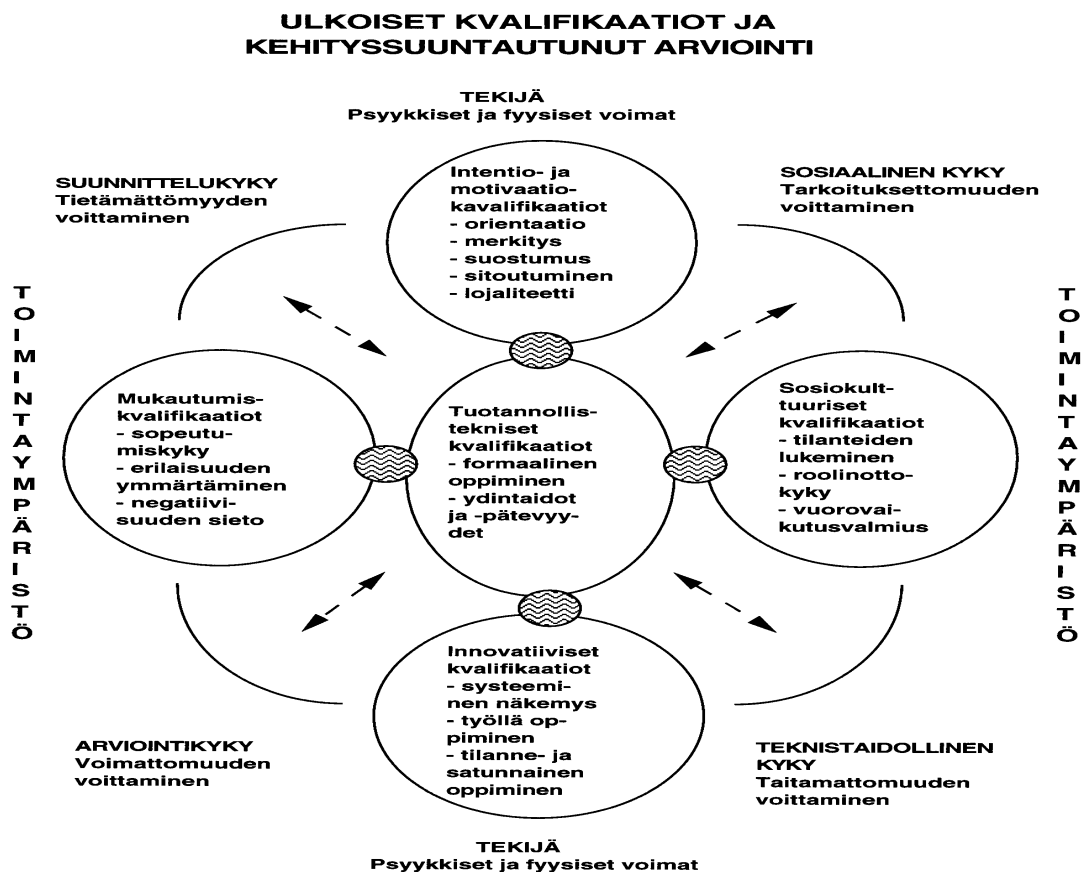 ULKOISET KVALIFIKAATIOT JA
KEHITYSSUUNTAUTUNUT ARVIOINTI
TEKIJÄ
Psyykkiset ja fyysiset voimat
SUUNNITTELUKYKY
Tietämättömyyden
voittaminen
Intentio- ja
motivaatio-
kavalifikaatiot
- orientaatio
- merkitys
- suostumus
- sitoutuminen
- lojaliteetti
SOSIAALINEN KYKY
Tarkoituksettomuuden
voittaminen
TOIMINTAYMPÄRISTÖ
Mukautumis-
kvalifikaatiot
- sopeutu-
miskyky
- erilaisuuden
ymmärtäminen
- negatiivi-
suuden sieto
Tuotannollis-
tekniset
kvalifikaatiot
- formaalinen
oppiminen
- ydintaidot
ja -pätevyy-
det
Sosiokult-
tuuriset
kvalifikaatiot
- tilanteiden
lukeminen
- roolinotto-
kyky
- vuorovai-
kutusvalmius
TOIMINTAYMPÄRISTÖ
Innovatiiviset
kvalifikaatiot
- systeemi-
nen näkemys
- työllä op-
piminen
- tilanne- ja
satunnainen
oppiminen
ARVIOINTIKYKY
Voimattomuuden
voittaminen
TEKNISTAIDOLLINEN
KYKY
Taitamattomuuden
voittaminen
TEKIJÄ
Psyykkiset ja fyysiset voimat